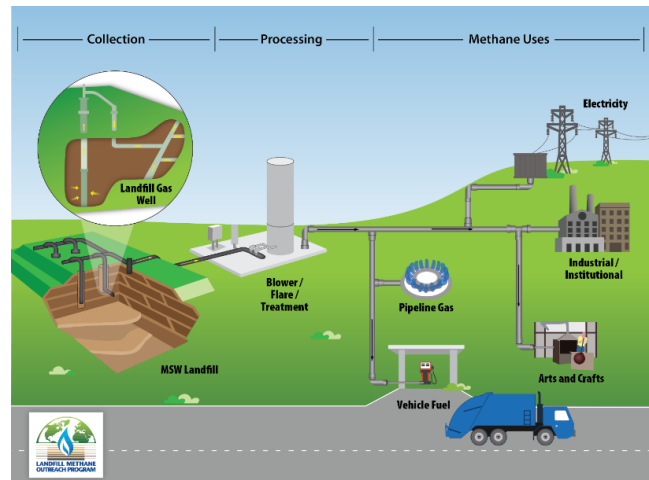 Collection
Processing
Methane Uses
Electricity
Landfill Gas
Well
Industrial /
Institutional
Blower /
Flare /
Treatment
Pipeline Gas
MSW Landfill
Arts and Crafts
Vehicle Fuel
LANDFILL METHANE
OUTREACH PROGRAM